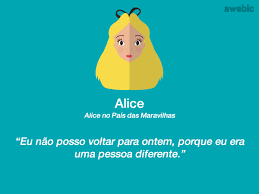 awebic
Alice
Alice no País das Maravilhas
“Eu não posso voltar para ontem, porque eu era
uma pessoa diferente.”